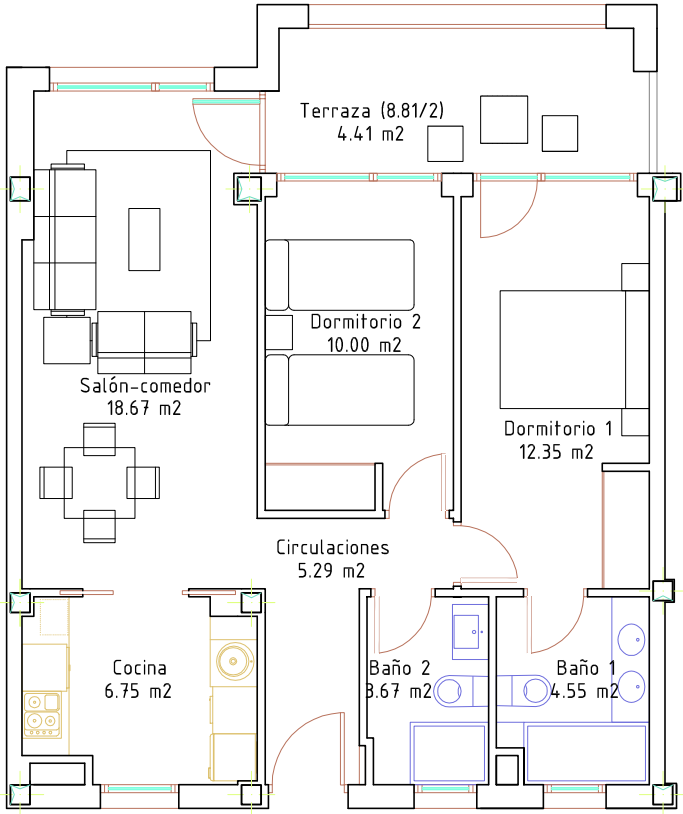 Terraza (8.81/2)
4.41 m2
Dormitorio 2
10.00 m2
Salón-comedor
18.67 m2
Dormitorio 1
12.35 m2
Circulaciones
5.29 m2
Cocina
6.75 m2
Baño 2
3.67 m2
Baño 1
4.55 m2